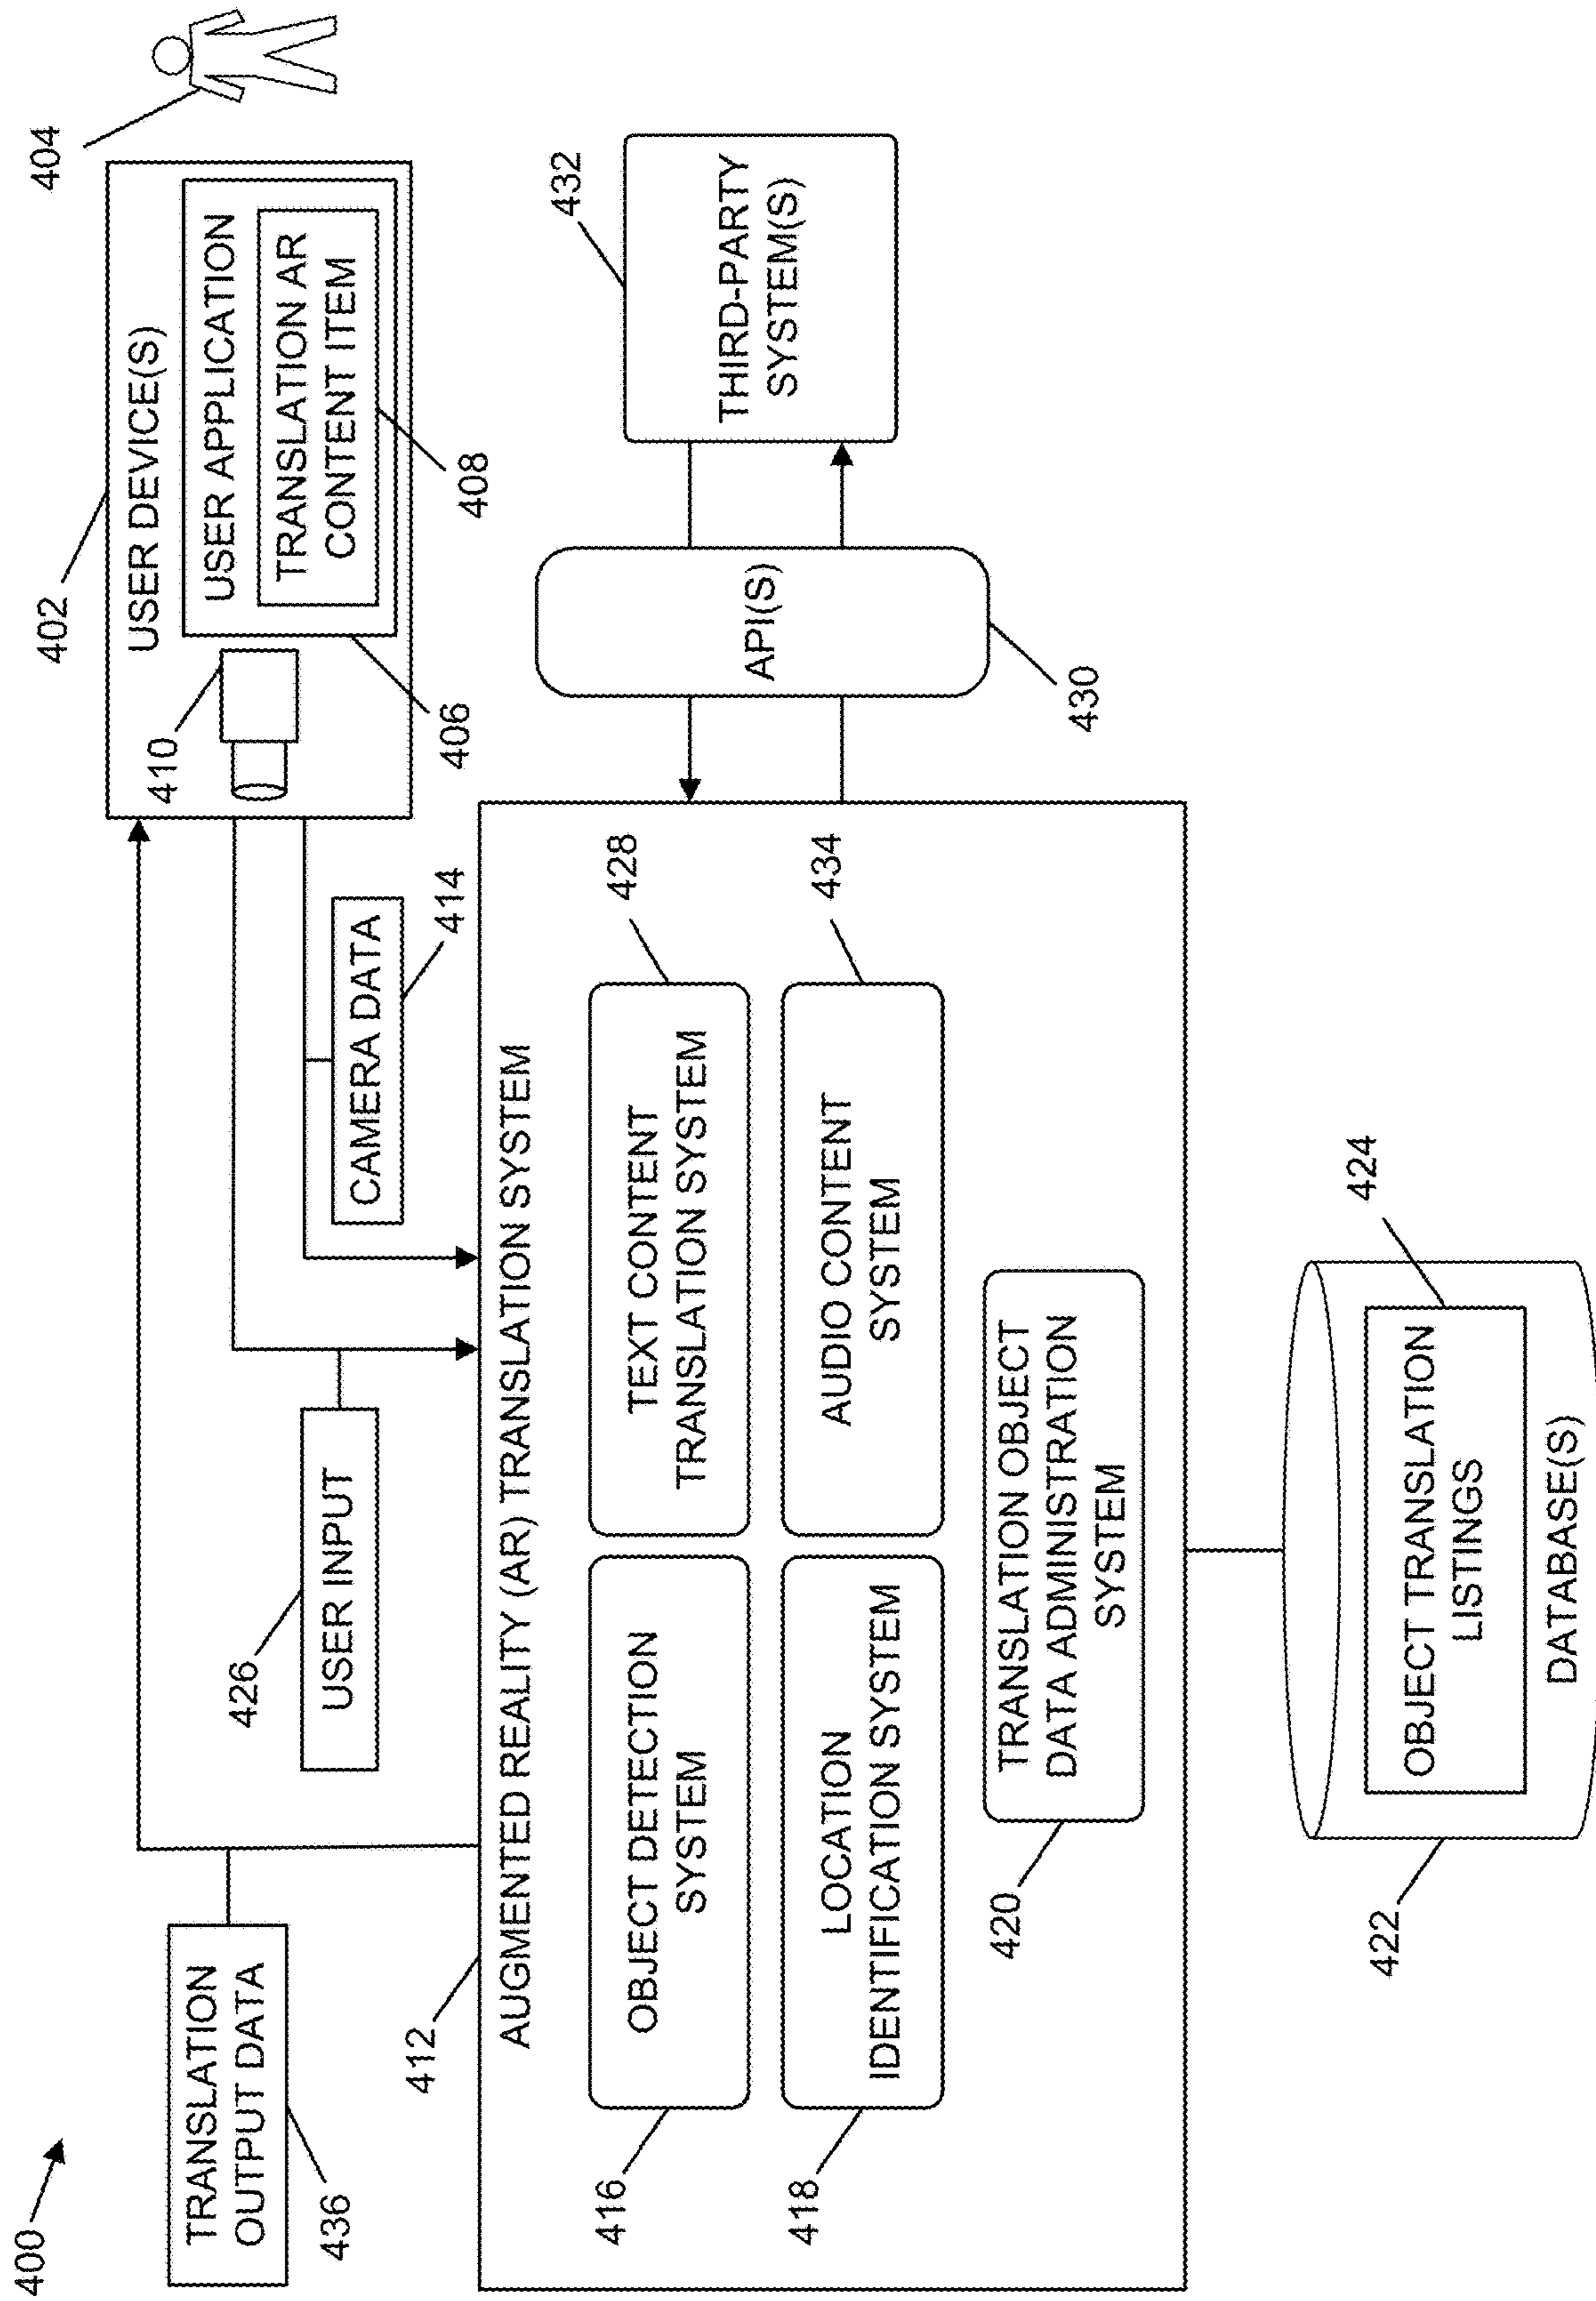 400
TRANSLATION
OUTPUT DATA
436
426
USER INPUT
CAMERA DATA
414
402
USER DEVICE(S)
410
USER APPLICATION
TRANSLATION AR
CONTENT ITEM
406
408
404
412
AUGMENTED REALITY (AR) TRANSLATION SYSTEM
416
OBJECT DETECTION
SYSTEM
TEXT CONTENT
TRANSLATION SYSTEM
428
418
LOCATION
IDENTIFICATION SYSTEM
AUDIO CONTENT
SYSTEM
434
420
TRANSLATION OBJECT
DATA ADMINISTRATION
SYSTEM
API(S)
430
432
THIRD-PARTY
SYSTEM(S)
422
424
OBJECT TRANSLATION
LISTINGS
DATABASE(S)